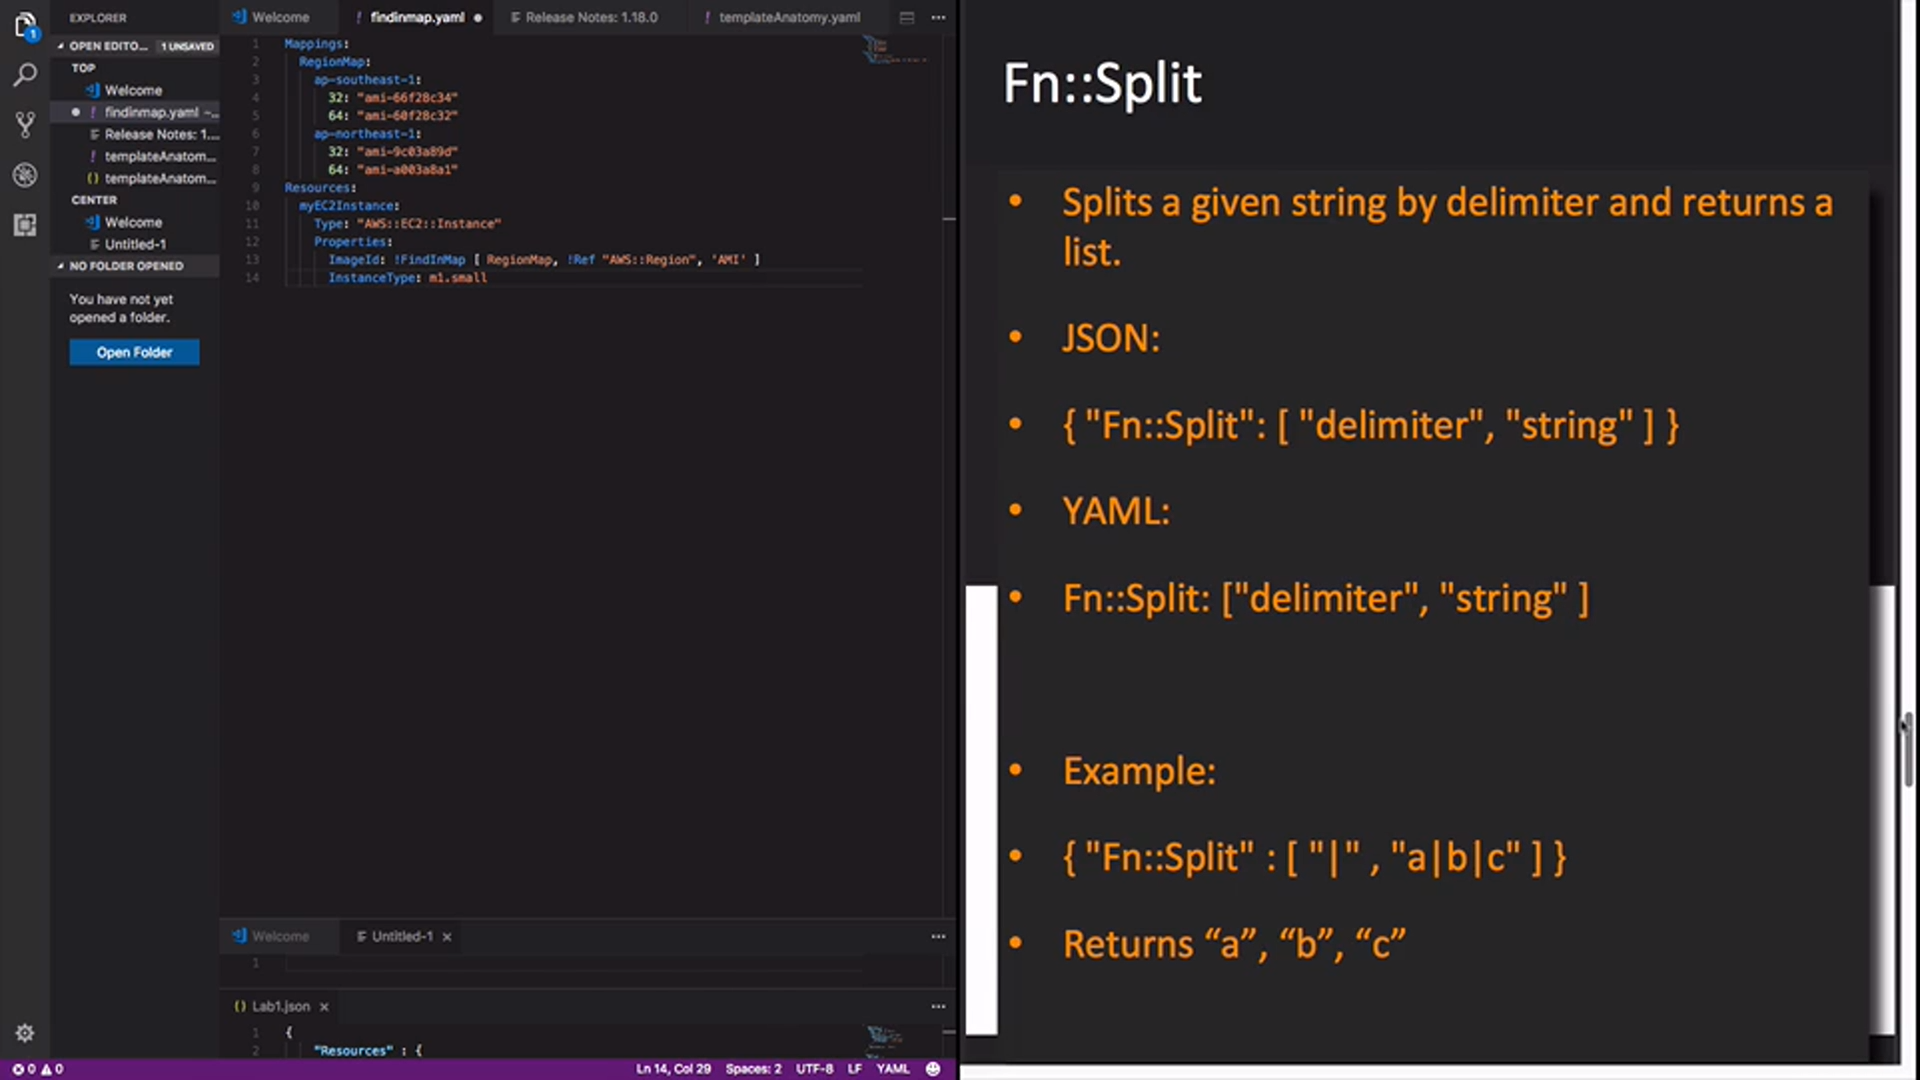 EXPLORER
OPEN EDITO... 1 UNSAVED
TOP
Welcome
findinmap.yaml ~...
Release Notes: 1....
templateAnatom...
templateAnatom...
CENTER
Welcome
Untitled-1
NO FOLDER OPENED
You have not yet
opened a folder.
Open Folder
1
Welcome
findinmap.yaml
Release Notes: 1.18.0
templateAnatomy.yaml
1 Mappings:
2 RegionMap:
3 ap-southeast-1:
4 32: "ami-66f28c34"
5 64: "ami-60f28c32"
6 ap-northeast-1:
7 32: "ami-9c03a89d"
8 64: "ami-a003a8a1"
9 Resources:
10 myEC2Instance:
11 Type: "AWS::EC2::Instance"
12 Properties:
13 ImageId: !FindInMap [ RegionMap, !Ref "AWS::Region", 'AMI' ]
14 InstanceType: m1.small
Welcome
Untitled-1
1
{} Lab1.json
1 {
2 "Resources" : {
0 0
Ln 14, Col 29
Spaces: 2
UTF-8
LF
YAML
Fn::Split
• Splits a given string by delimiter and returns a
list.
• JSON:
• { "Fn::Split": [ "delimiter", "string" ] }
• YAML:
• Fn::Split: ["delimiter", "string" ]
• Example:
• { "Fn::Split" : [ "|" , "a|b|c" ] }
• Returns “a”, “b”, “c”